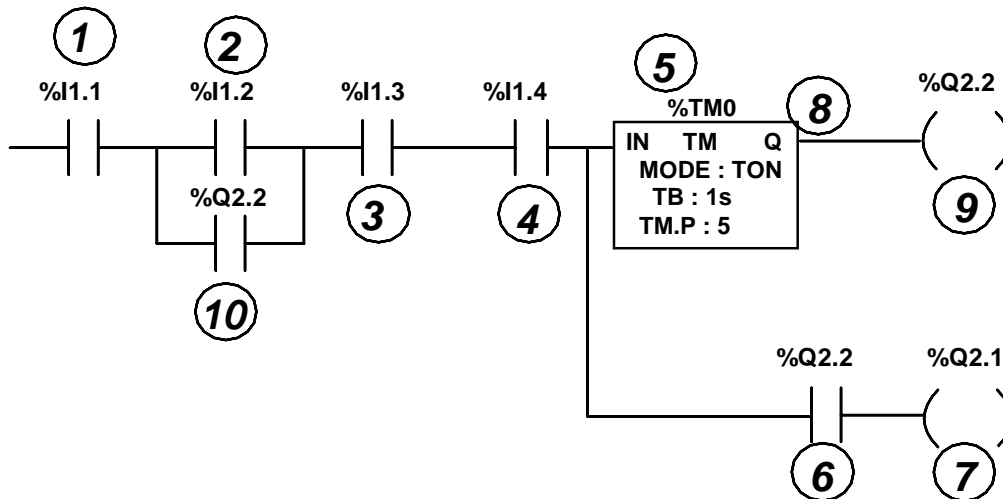 1 2
5
%I1.1 %I1.2 %I1.3 %I1.4 %TM0 8 %Q2.2
IN TM Q
MODE : TON
%Q2.2 TB : 1s
3 4 TM.P : 5 9
10
%Q2.2 %Q2.1
6 7